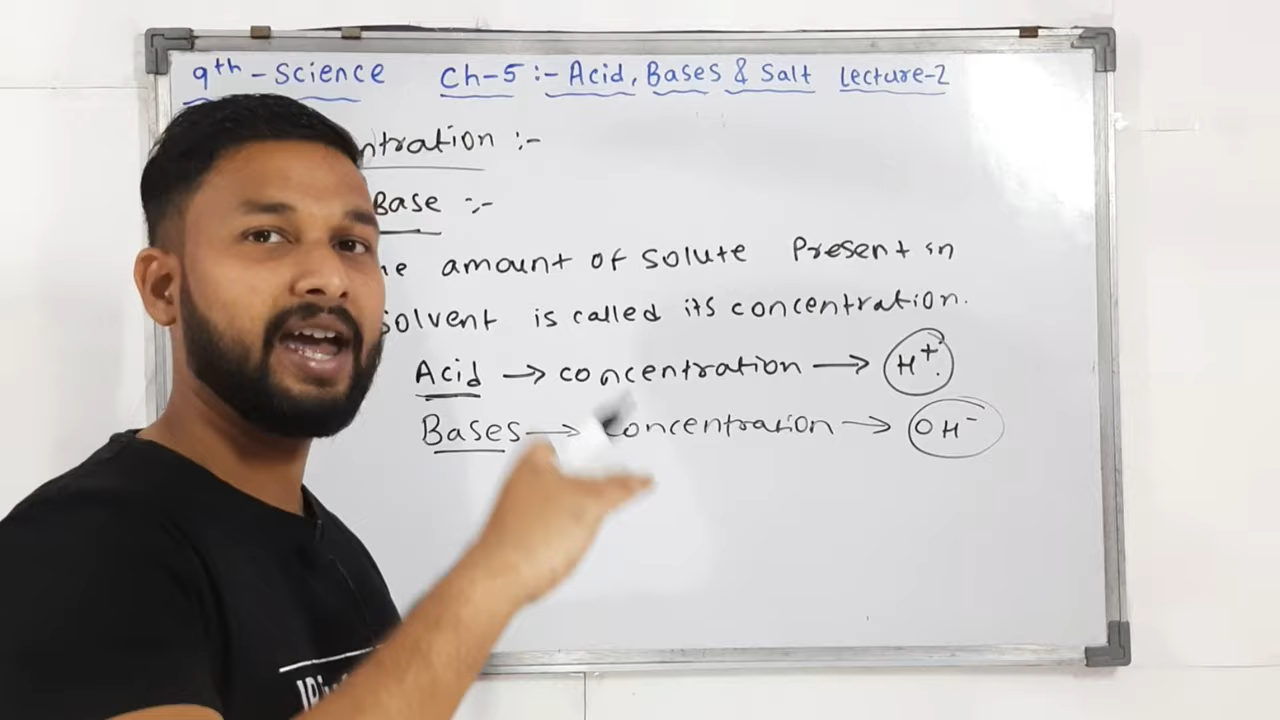 9th - Science Ch-5 :- Acid, Bases & Salt Lecture-2
ntration :-
Base :-
he amount of solute Present in
solvent is called its concentration.
Acid → concentration → H+
Bases → concentration → OH-